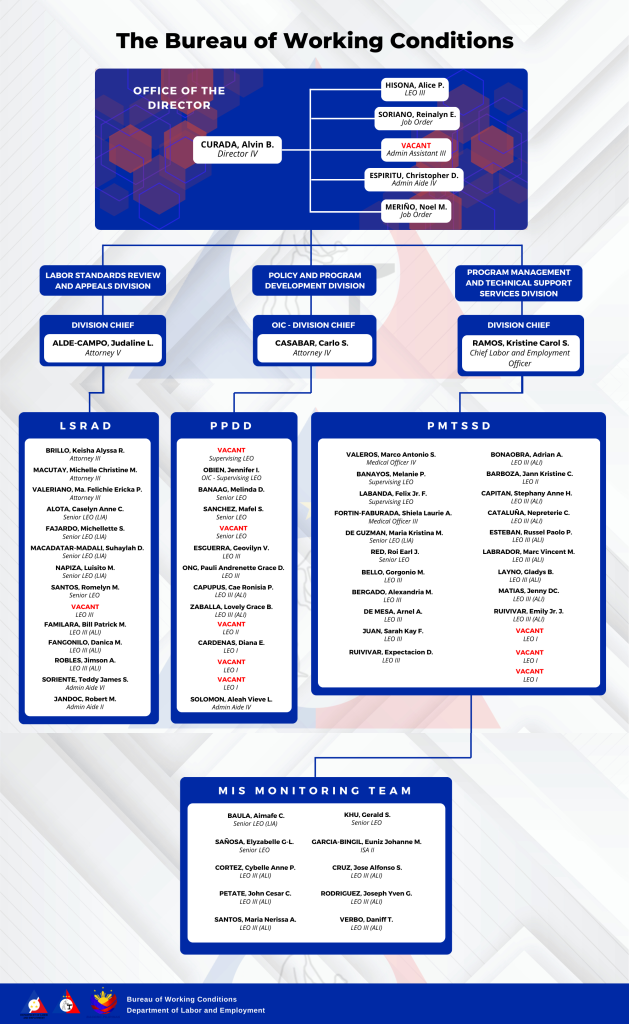 The Bureau of Working Conditions
OFFICE OF THE
DIRECTOR
CURADA, Alvin B.
Director IV
HISONA, Alice P.
LEO III
SORIANO, Reinalyn E.
Job Order
VACANT
Admin Assistant III
ESPIRITU, Christopher D.
Admin Aide IV
MERIÑO, Noel M.
Job Order
LABOR STANDARDS REVIEW
AND APPEALS DIVISION
DIVISION CHIEF
ALDE-CAMPO, Judaline L.
Attorney V
POLICY AND PROGRAM
DEVELOPMENT DIVISION
OIC - DIVISION CHIEF
CASABAR, Carlo S.
Attorney IV
PROGRAM MANAGEMENT
AND TECHNICAL SUPPORT
SERVICES DIVISION
DIVISION CHIEF
RAMOS, Kristine Carol S.
Chief Labor and Employment
Officer
LSRAD
BRILLO, Keisha Alyssa R.
Attorney III
MACUTAY, Michelle Christine M.
Attorney III
VALERIANO, Ma. Felichie Ericka P.
Attorney III
ALOTA, Caselyn Anne C.
Senior LEO (LIA)
FAJARDO, Michellette S.
Senior LEO (LIA)
MACADATAR-MADALI, Suhaylah D.
Senior LEO (LIA)
NAPIZA, Luisito M.
Senior LEO (LIA)
SANTOS, Romelyn M.
Senior LEO
VACANT
LEO III
FAMILARA, Bill Patrick M.
LEO III (ALI)
FANGONILO, Danica M.
LEO III (ALI)
ROBLES, Jimson A.
LEO III (ALI)
SORIENTE, Teddy James S.
Admin Aide VI
JANDOC, Robert M.
Admin Aide II
PPDD
VACANT
Supervising LEO
OBIEN, Jennifer I.
OIC - Supervising LEO
BANAAG, Melinda D.
Senior LEO
SANCHEZ, Mafel S.
Senior LEO
VACANT
Senior LEO
ESGUERRA, Geovilyn V.
LEO III
ONG, Pauli Andrenette Grace D.
LEO III
CAPUPUS, Cae Ronisia P.
LEO III (ALI)
ZABALLA, Lovely Grace B.
LEO III (ALI)
VACANT
LEO II
CARDENAS, Diana E.
LEO I
VACANT
LEO I
VACANT
LEO I
SOLOMON, Aleah Vieve L.
Admin Aide IV
PMTSSD
VALEROS, Marco Antonio S.
Medical Officer IV
BANAYOS, Melanie P.
Supervising LEO
LABANDA, Felix Jr. F.
Supervising LEO
FORTIN-FABURADA, Shiela Laurie A.
Medical Officer III
DE GUZMAN, Maria Kristina M.
Senior LEO (LIA)
RED, Roi Earl J.
Senior LEO
BELLO, Gorgonio M.
LEO III
BERGADO, Alexandria M.
LEO III
DE MESA, Arnel A.
LEO III
JUAN, Sarah Kay F.
LEO III
RUIVIVAR, Expectacion D.
LEO III
BONAOBRA, Adrian A.
LEO III (ALI)
BARBOZA, Jann Kristine C.
LEO II
CAPITAN, Stephany Anne H.
LEO III (ALI)
CATALUÑA, Nepreterie C.
LEO III (ALI)
ESTEBAN, Russel Paolo P.
LEO III (ALI)
LABRADOR, Marc Vincent M.
LEO III (ALI)
LAYNO, Gladys B.
LEO III (ALI)
MATIAS, Jenny DC.
LEO III (ALI)
RUIVIVAR, Emily Jr. J.
LEO III (ALI)
VACANT
LEO I
VACANT
LEO I
VACANT
LEO I
MIS MONITORING TEAM
BAULA, Aimafe C.
Senior LEO (LIA)
SAÑOSA, Elyzabelle G-L.
Senior LEO
CORTEZ, Cybelle Anne P.
LEO III (ALI)
PETATE, John Cesar C.
LEO III (ALI)
SANTOS, Maria Nerissa A.
LEO III (ALI)
KHU, Gerald S.
Senior LEO
GARCIA-BINGIL, Euniz Johanne M.
ISA II
CRUZ, Jose Alfonso S.
LEO III (ALI)
RODRIGUEZ, Joseph Yven G.
LEO III (ALI)
VERBO, Daniff T.
LEO III (ALI)
Bureau of Working Conditions
Department of Labor and Employment